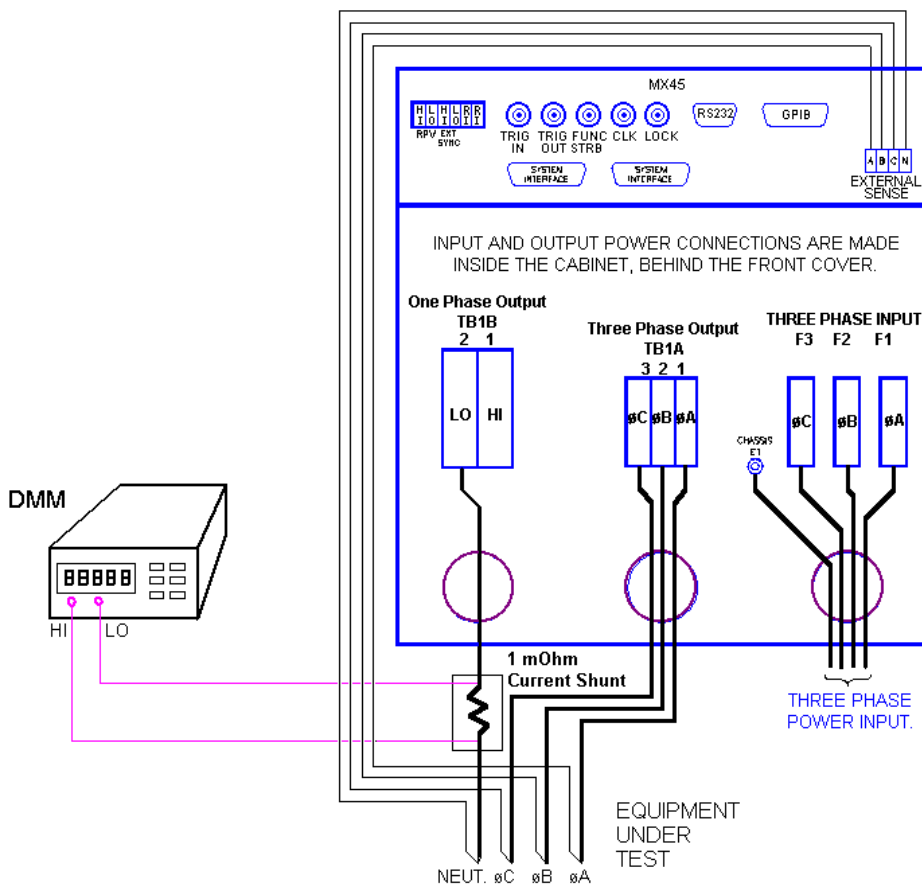 MX45
H L H L R R
I O I O I I
RPV EXT
SYNC
TRIG TRIG FUNC CLK LOCK
IN OUT STRB
RS232
GPIB
SYSTEM
INTERFACE
SYSTEM
INTERFACE
A B C N
EXTERNAL
SENSE
INPUT AND OUTPUT POWER CONNECTIONS ARE MADE
INSIDE THE CABINET, BEHIND THE FRONT COVER.
One Phase Output
TB1B
2 1
LO HI
Three Phase Output
TB1A
3 2 1
øC øB øA
THREE PHASE INPUT
F3 F2 F1
øC øB øA
CHASSIS
E1
DMM
88888
HI LO
1 mOhm
Current Shunt
THREE PHASE
POWER INPUT.
EQUIPMENT
UNDER
TEST
NEUT. øC øB øA